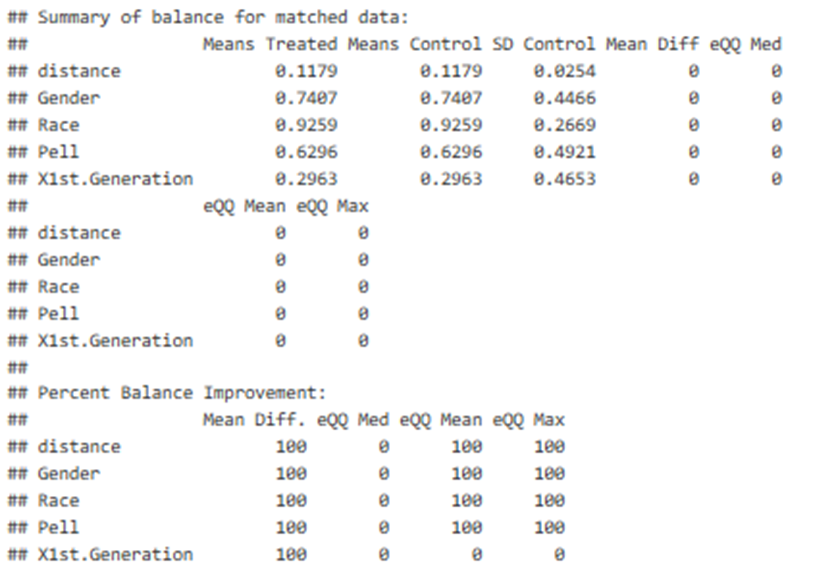 ## Summary of balance for matched data:
##                 Means Treated Means Control SD Control Mean Diff eQQ Med
## distance               0.1179        0.1179     0.0254         0       0
## Gender                 0.7407        0.7407     0.4466         0       0
## Race                   0.9259        0.9259     0.2669         0       0
## Pell                   0.6296        0.6296     0.4921         0       0
## X1st.Generation        0.2963        0.2963     0.4653         0       0
##                 eQQ Mean eQQ Max
## distance               0       0
## Gender                 0       0
## Race                   0       0
## Pell                   0       0
## X1st.Generation        0       0
##
## Percent Balance Improvement:
##                 Mean Diff. eQQ Med eQQ Mean eQQ Max
## distance               100       0      100     100
## Gender                 100       0      100     100
## Race                   100       0      100     100
## Pell                   100       0      100     100
## X1st.Generation        100       0        0       0